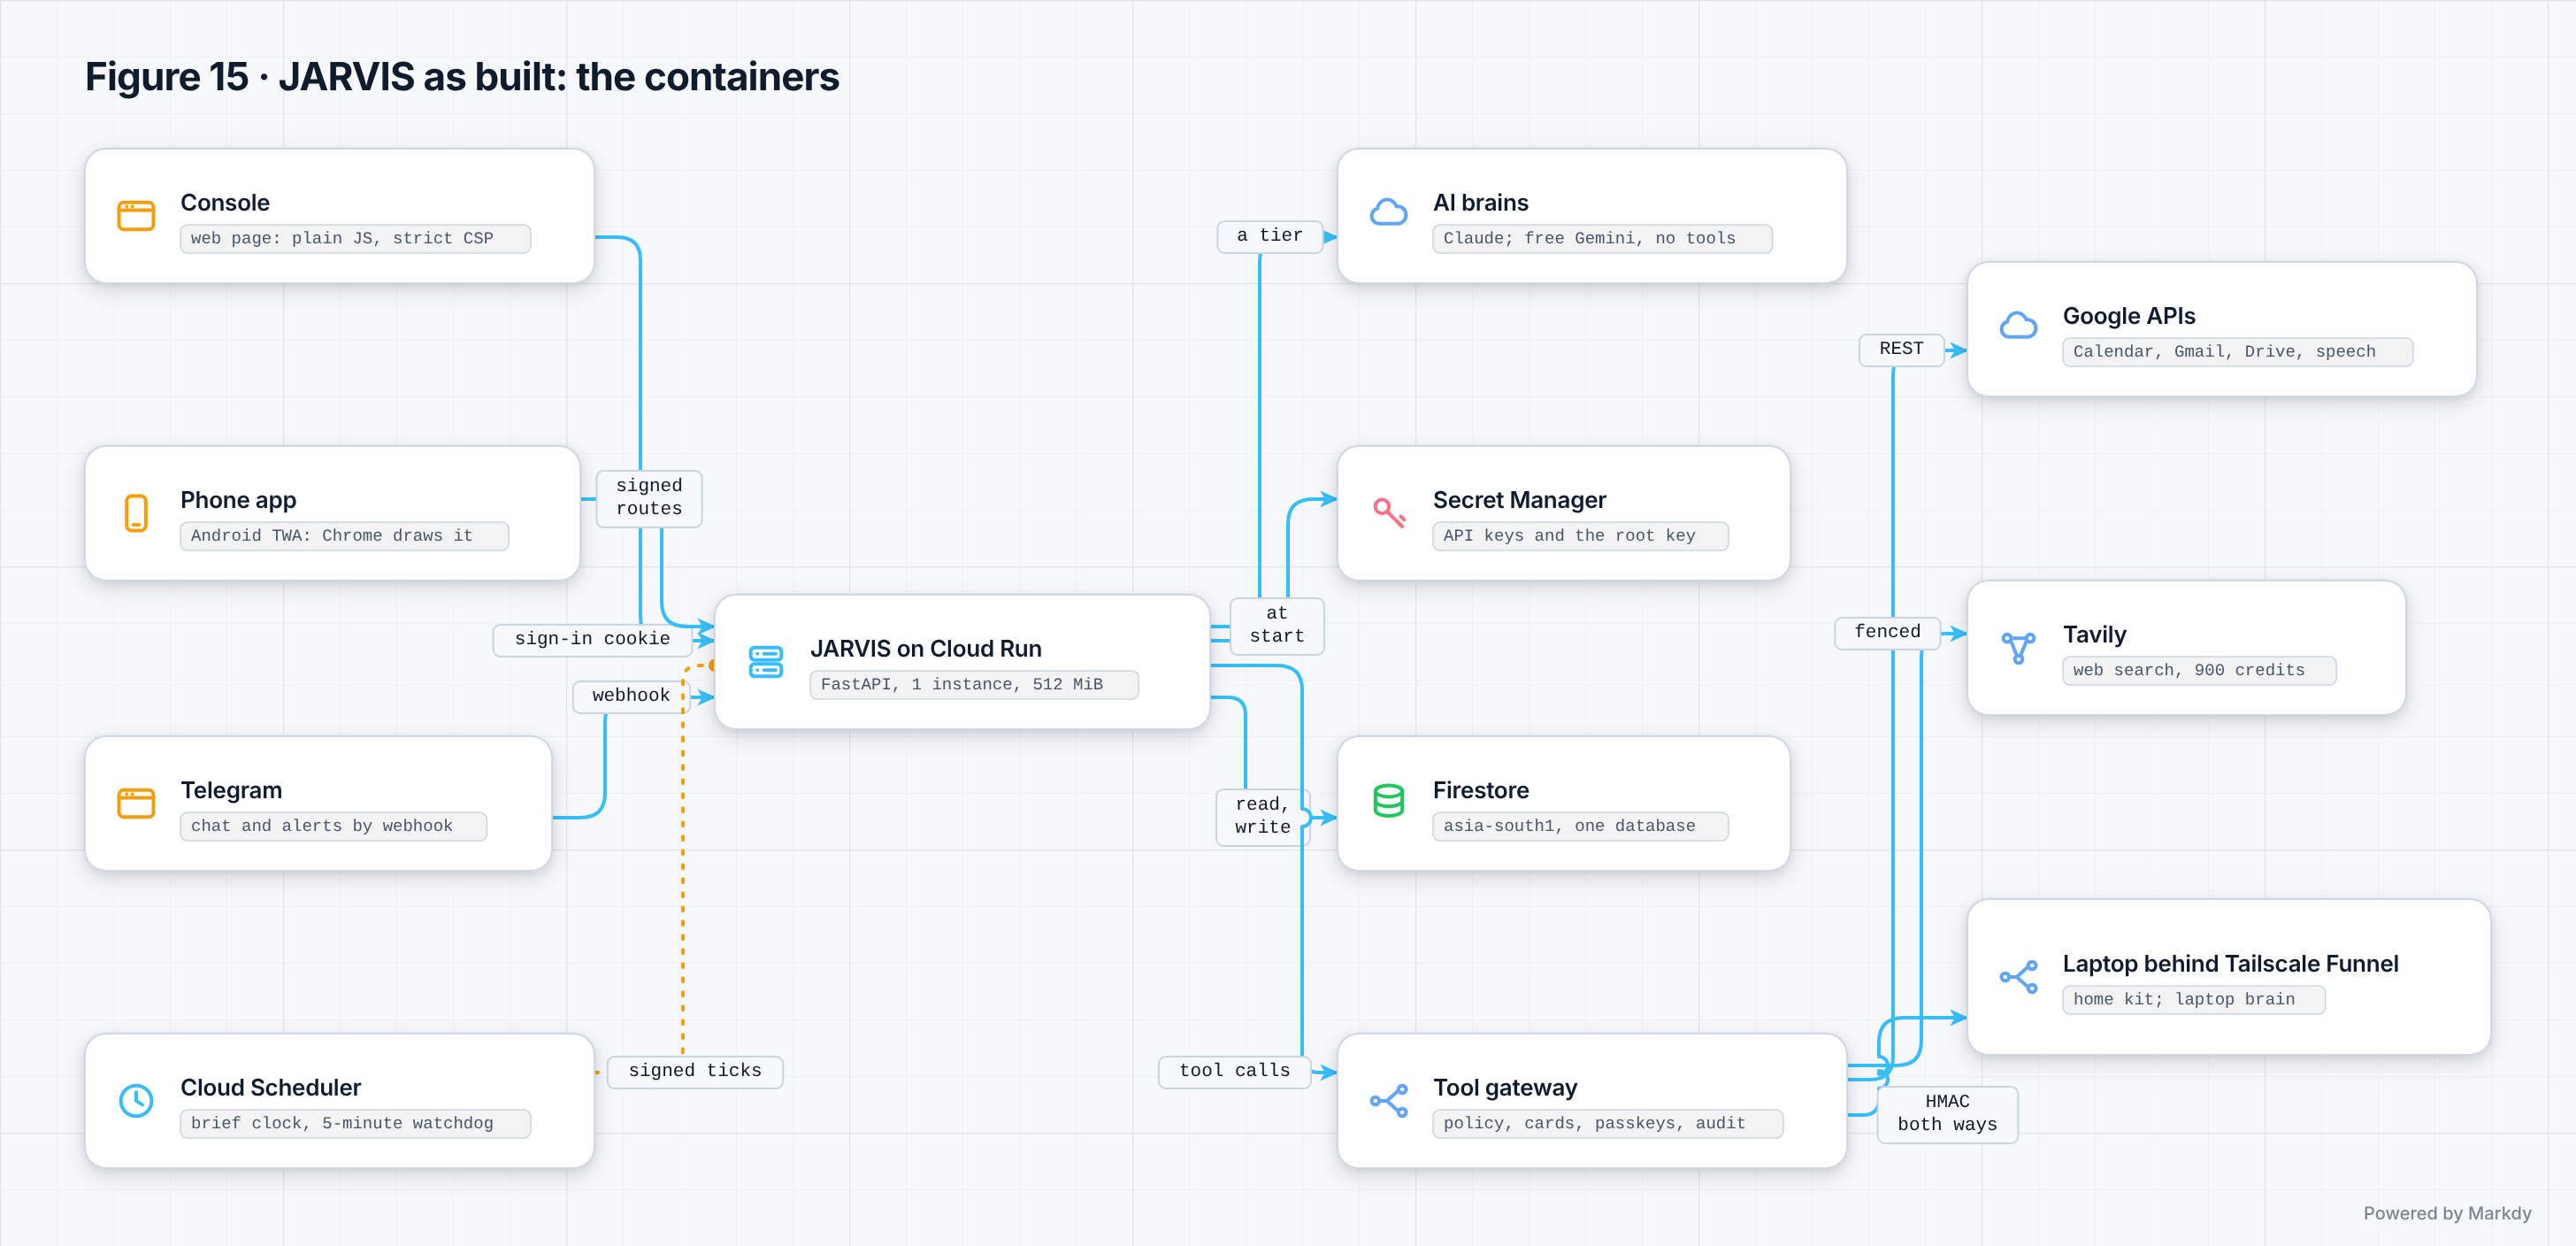 Figure 15 · JARVIS as built: the containers
Console
web page: plain JS, strict CSP
a tier
AI brains
Claude; free Gemini, no tools
REST
Google APIs
Calendar, Gmail, Drive, speech
Phone app
Android TWA: Chrome draws it
signed
routes
Secret Manager
API keys and the root key
sign-in cookie
JARVIS on Cloud Run
FastAPI, 1 instance, 512 MiB
at
start
fenced
Tavily
web search, 900 credits
webhook
Telegram
chat and alerts by webhook
read,
write
Firestore
asia-south1, one database
Laptop behind Tailscale Funnel
home kit; laptop brain
Cloud Scheduler
brief clock, 5-minute watchdog
signed ticks
tool calls
Tool gateway
policy, cards, passkeys, audit
HMAC
both ways
Powered by Markdy